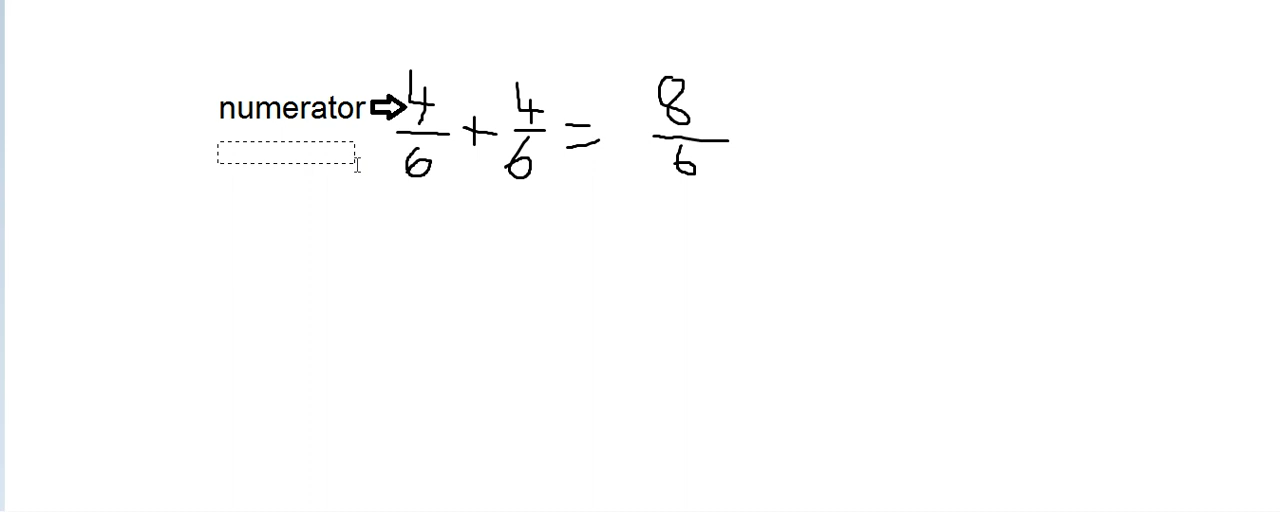 numerator ⇨ 4/6 + 4/6 = 8/6